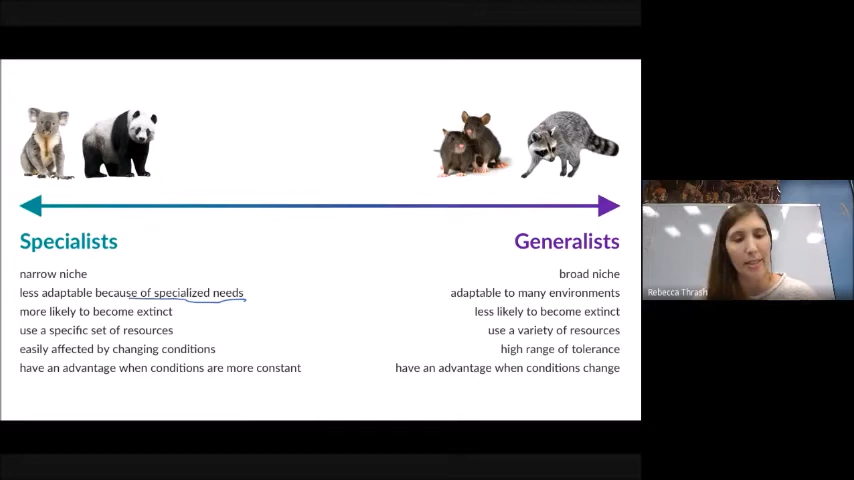 Specialists
narrow niche
less adaptable because of specialized needs
more likely to become extinct
use a specific set of resources
easily affected by changing conditions
have an advantage when conditions are more constant
Generalists
broad niche
adaptable to many environments
less likely to become extinct
use a variety of resources
high range of tolerance
have an advantage when conditions change
Rebecca Thrash